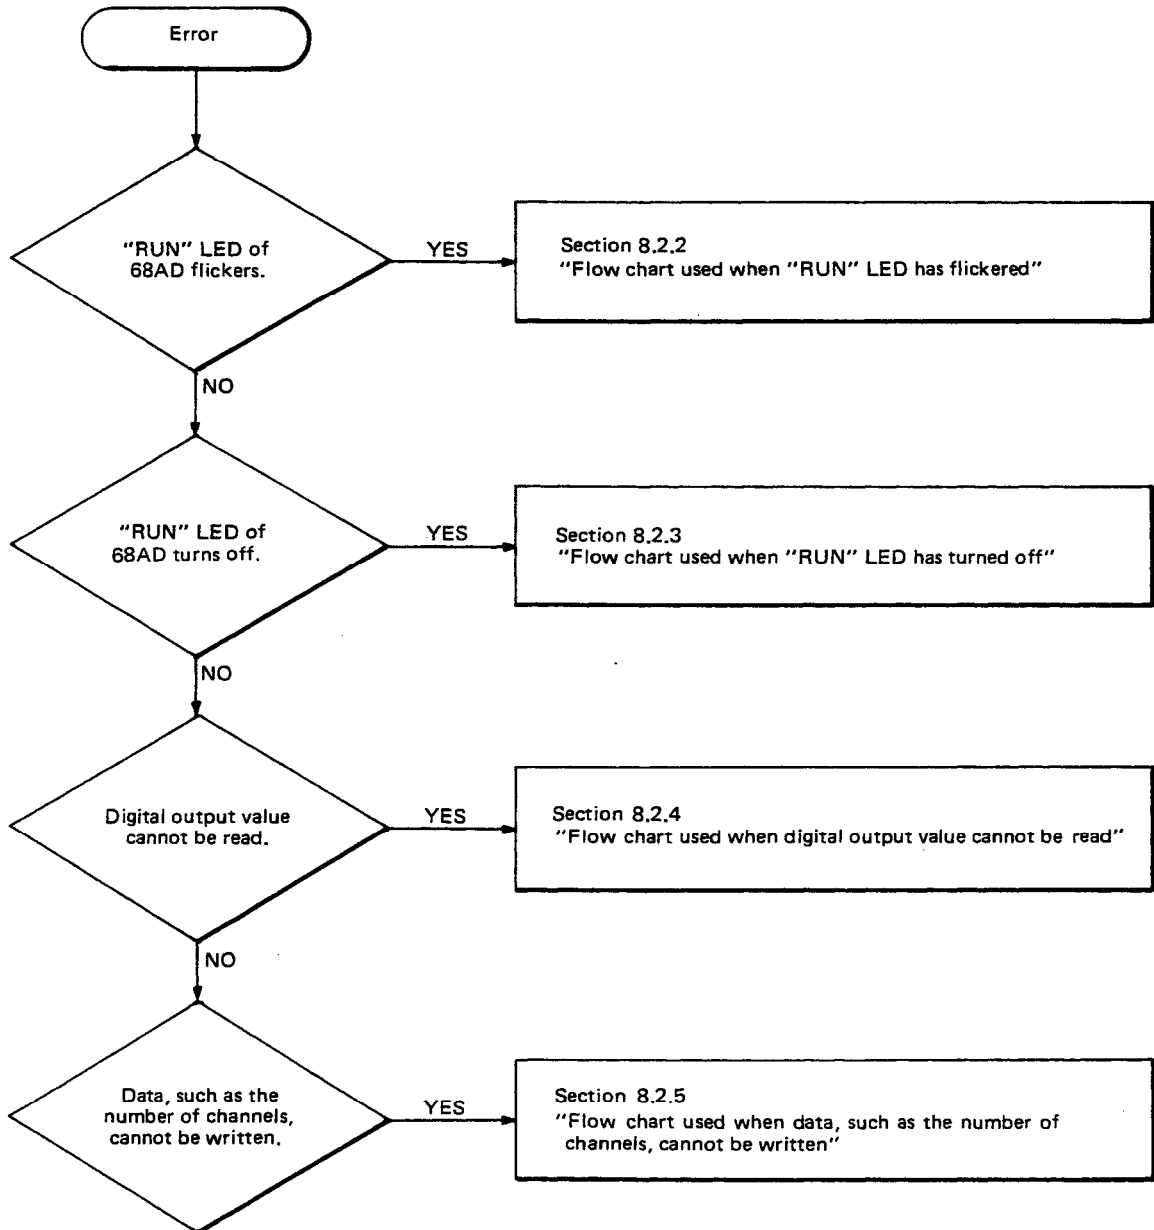 Error
"RUN" LED of
68AD flickers.
YES
Section 8.2.2
"Flow chart used when "RUN" LED has flickered"
NO
"RUN" LED of
68AD turns off.
YES
Section 8.2.3
"Flow chart used when "RUN" LED has turned off"
NO
Digital output value
cannot be read.
YES
Section 8.2.4
"Flow chart used when digital output value cannot be read"
NO
Data, such as the
number of channels,
cannot be written.
YES
Section 8.2.5
"Flow chart used when data, such as the number of
channels, cannot be written"